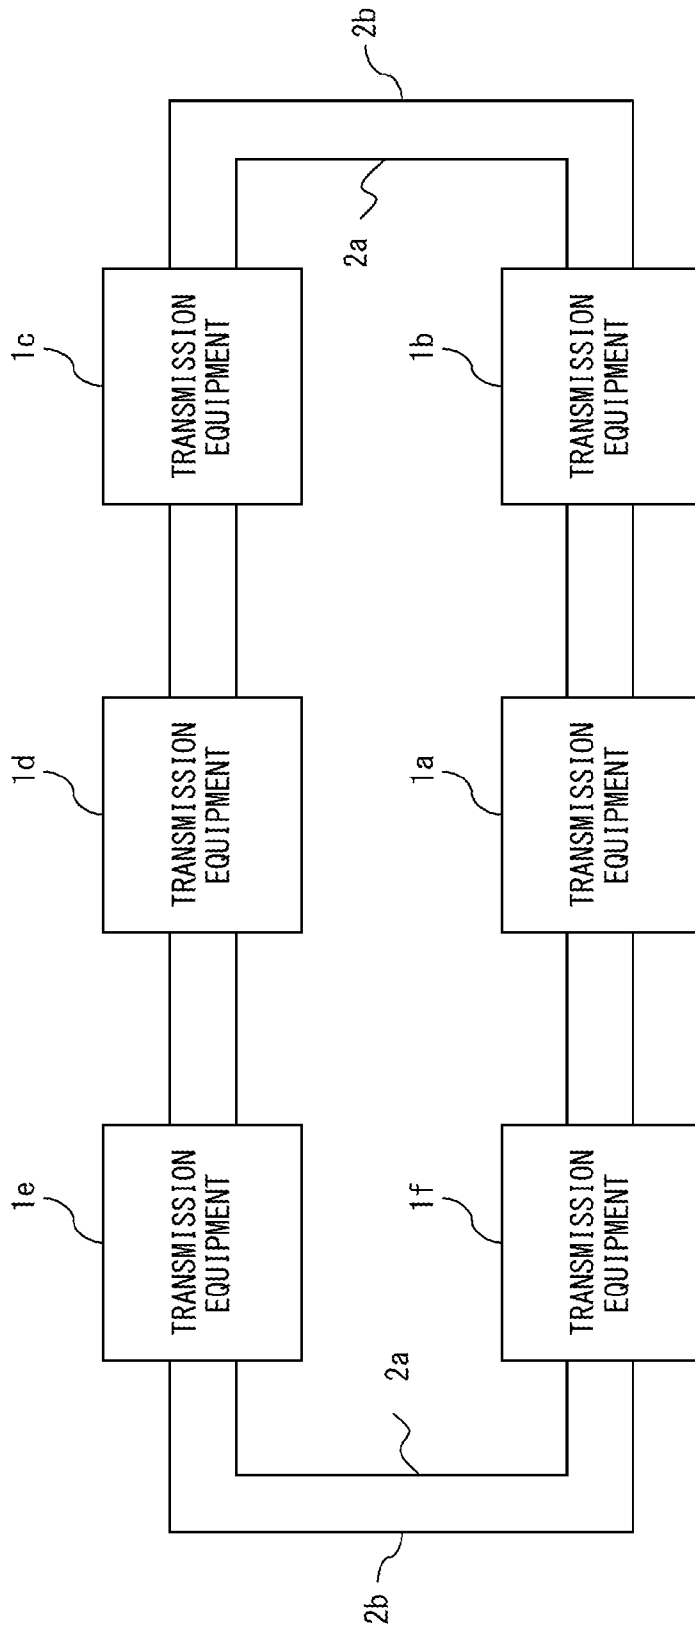 1e
1d
1c
TRANSMISSION
EQUIPMENT
TRANSMISSION
EQUIPMENT
TRANSMISSION
EQUIPMENT
2b
2a
2a
2b
1f
1a
1b
TRANSMISSION
EQUIPMENT
TRANSMISSION
EQUIPMENT
TRANSMISSION
EQUIPMENT